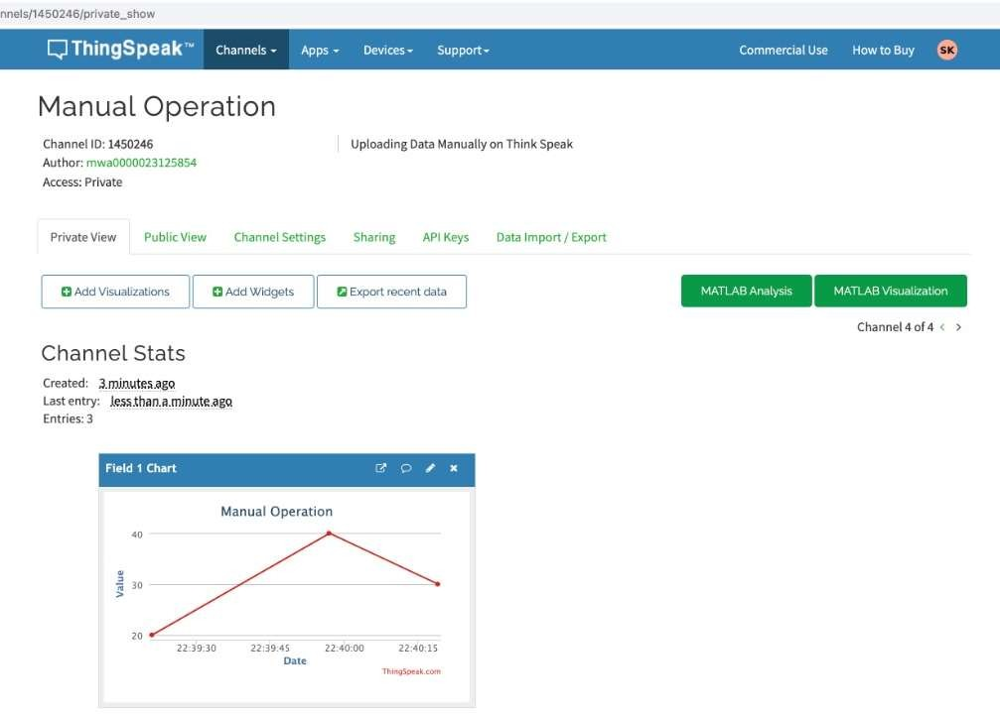 nnels/1450246/private_show
ThingSpeak™ Channels Apps Devices Support Commercial Use How to Buy SK
Manual Operation
Channel ID: 1450246 Uploading Data Manually on Think Speak
Author: mwa0000023125854
Access: Private
Private View Public View Channel Settings Sharing API Keys Data Import / Export
Add Visualizations Add Widgets Export recent data MATLAB Analysis MATLAB Visualization
Channel 4 of 4 < >
Channel Stats
Created: 3 minutes ago
Last entry: less than a minute ago
Entries: 3
Field 1 Chart
Manual Operation
40
30
20
Value
22:39:30 22:39:45 22:40:00 22:40:15
Date
ThingSpeak.com